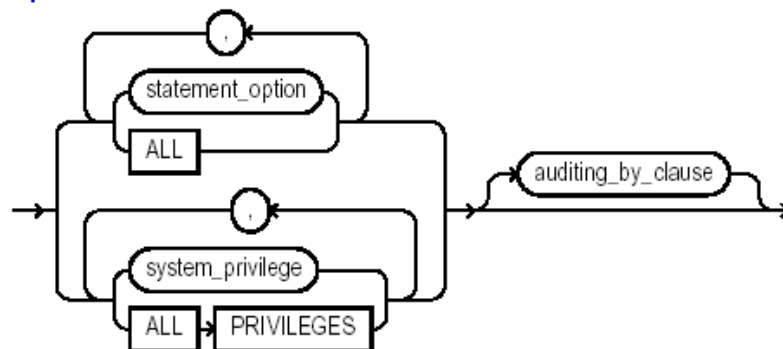 ,
statement_option
ALL
auditing_by_clause
,
system_privilege
ALL PRIVILEGES